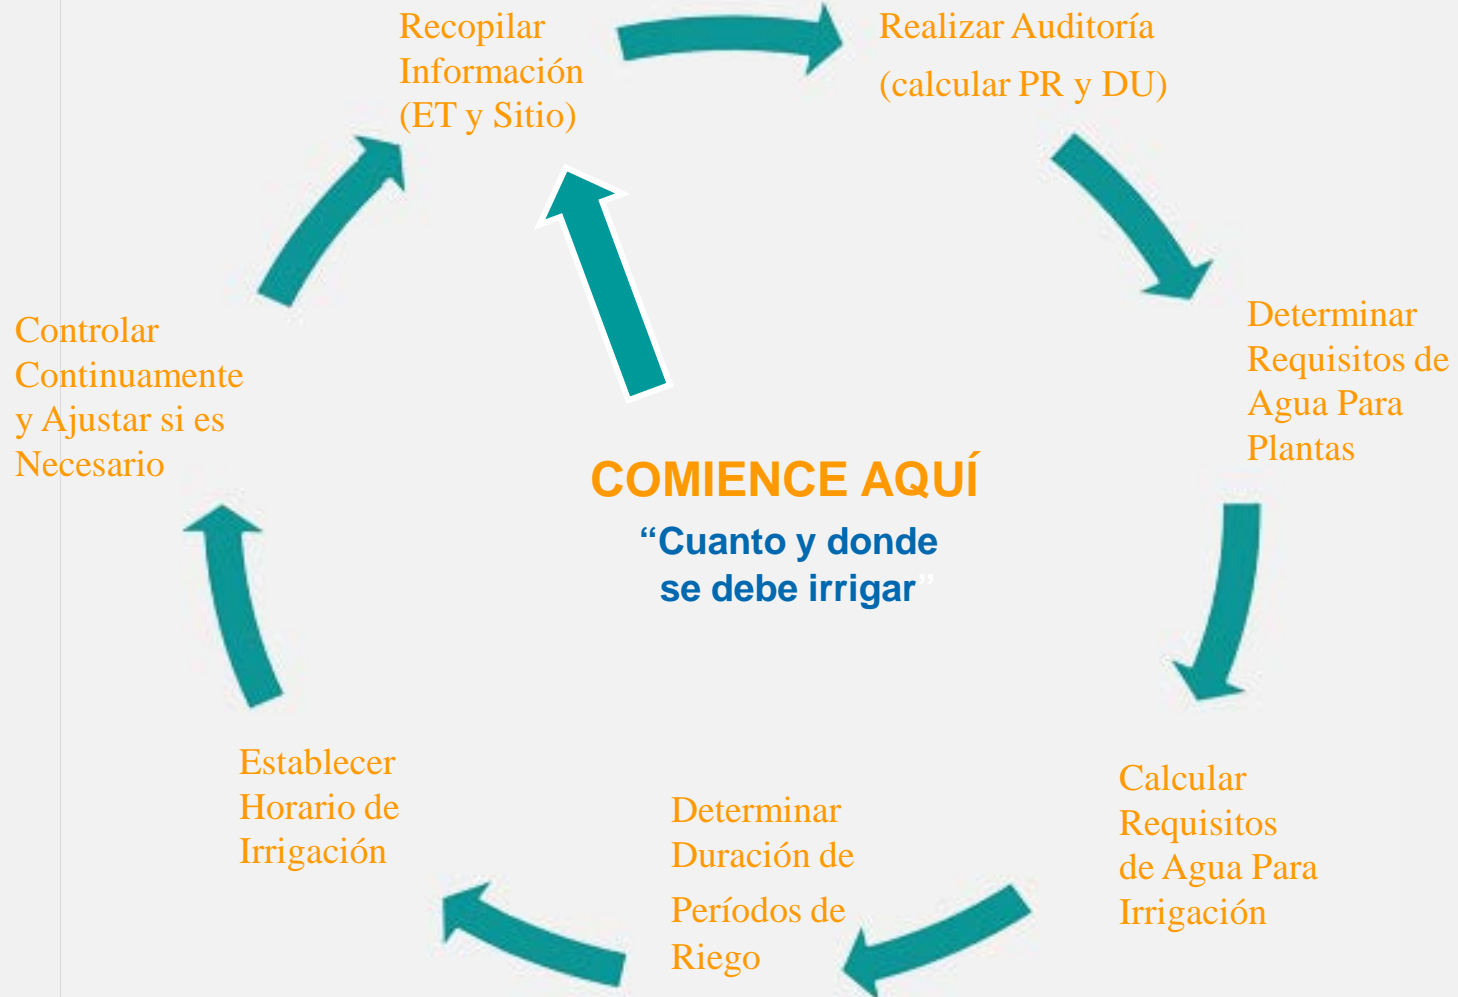 Recopilar
Información
(ET y Sitio)
Realizar Auditoría
(calcular PR y DU)
Determinar
Requisitos de
Agua Para
Plantas
Calcular
Requisitos
de Agua Para
Irrigación
Determinar
Duración de
Períodos de
Riego
Establecer
Horario de
Irrigación
Controlar
Continuamente
y Ajustar si es
Necesario
COMIENCE AQUÍ
“Cuanto y donde
se debe irrigar”